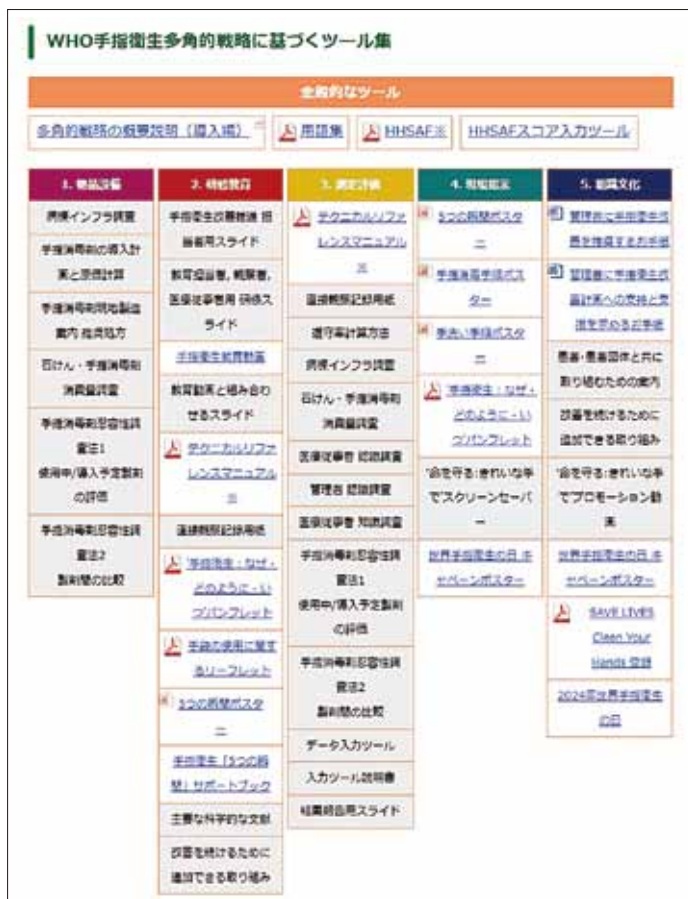 WHO手指衛生多角的戦略に基づくツール集
全般的なツール
多角的戦略の概要説明（導入編）
用語集
HHSAF※
HHSAFスコア入力ツール
1. 物品設備
病棟インフラ調査
手指消毒剤の導入計
画と原価計算
手指消毒剤現地製造
案内 推奨処方
石けん・手指消毒剤
消費量調査
手指消毒剤忍容性調
査法1
使用中/導入予定製剤
の評価
手指消毒剤忍容性調
査法2
製剤間の比較
2. 研修教育
手指衛生改善推進 担
当者用スライド
教育担当者, 観察者,
医療従事者用 研修ス
ライド
手指衛生教育動画
教育動画と組み合わ
せるスライド
テクニカルリファ
レンスマニュアル
※
直接観察記録用紙
'手指衛生：なぜ・
どのように・い
つ'パンフレット
手袋の使用に関す
るリーフレット
5つの瞬間ポスタ
ー
手指衛生「5つの瞬
間」サポートブック
主要な科学的な文献
改善を続けるために
追加できる取り組み
3. 測定評価
テクニカルリファ
レンスマニュアル
※
直接観察記録用紙
遵守率計算方法
病棟インフラ調査
石けん・手指消毒剤
消費量調査
医療従事者 認識調査
管理者 認識調査
医療従事者 知識調査
手指消毒剤忍容性調
査法1
使用中/導入予定製剤
の評価
手指消毒剤忍容性調
査法2
製剤間の比較
データ入力ツール
入力ツール説明書
結果報告用スライド
4. 現場掲示
5つの瞬間ポスタ
ー
手指消毒手順ポス
ター
手洗い手順ポスタ
ー
'手指衛生：なぜ・
どのように・い
つ'パンフレット
'命を守る:きれいな手
で'スクリーンセーバ
ー
世界手指衛生の日 キ
ャペーンポスター
5. 組織文化
管理者に手指衛生改
善を推奨するお手紙
管理者に手指衛生改
善計画への支持と支
援を求めるお手紙
患者・患者団体と共に
取り組むための案内
改善を続けるために
追加できる取り組み
'命を守る:きれいな手
で'プロモーション動
画
世界手指衛生の日 キ
ャペーンポスター
SAVE LIVES
Clean Your
Hands 登録
2024年世界手指衛生
の日